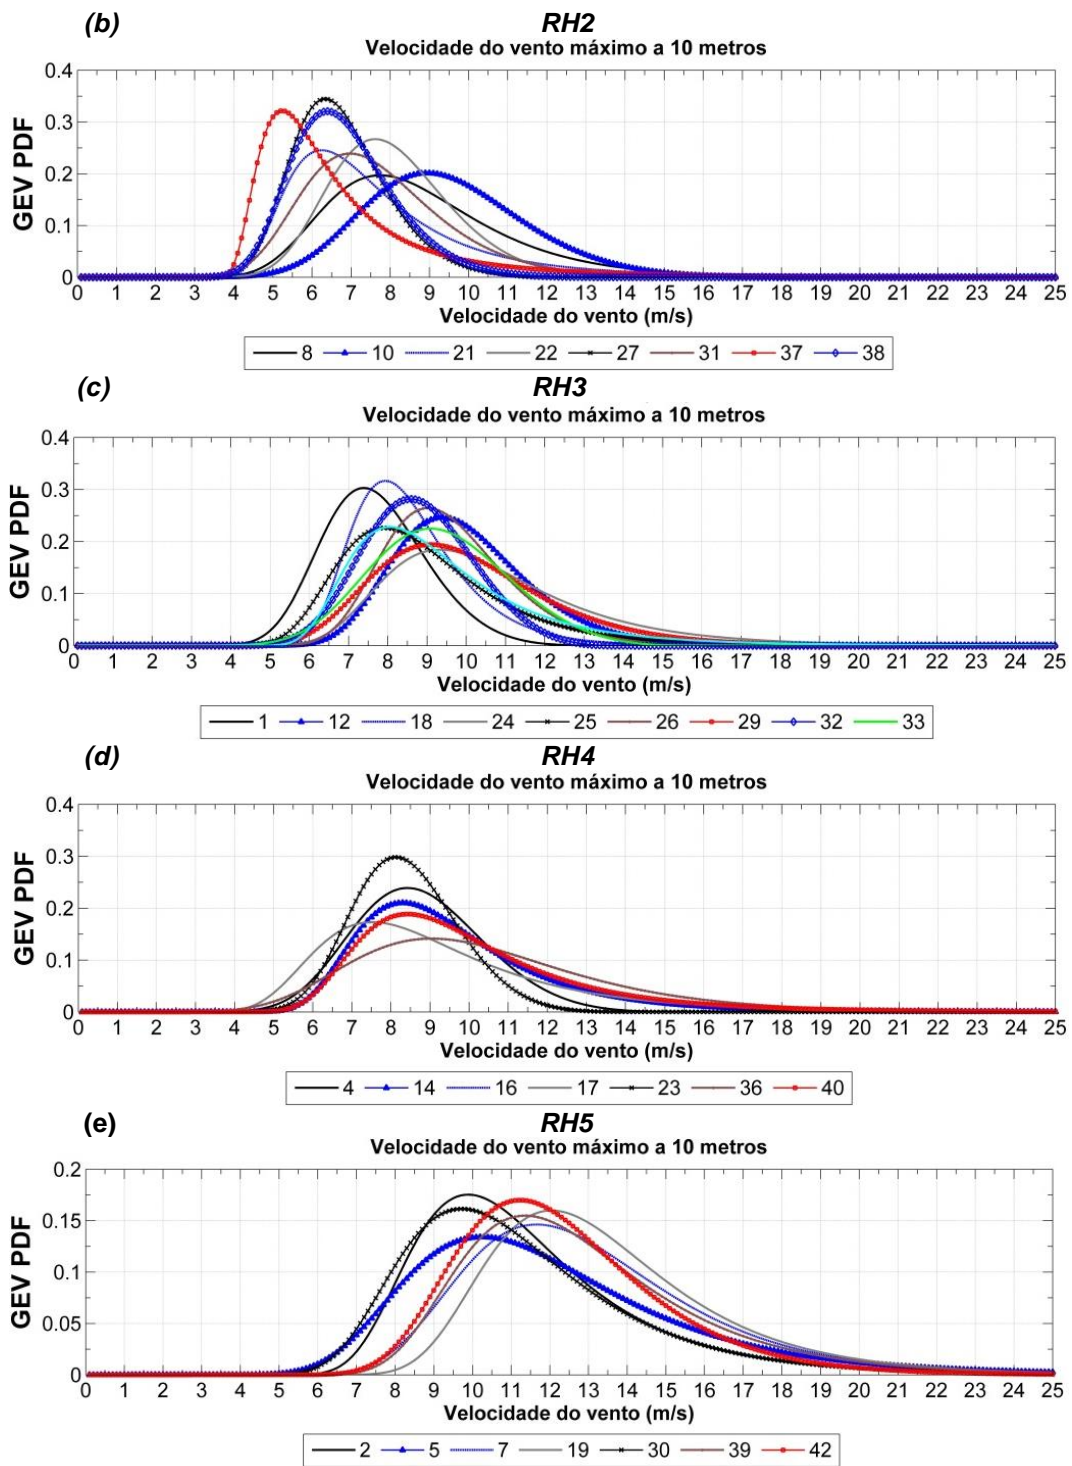 (b) RH2
Velocidade do vento máximo a 10 metros
GEV PDF
0.4
0.3
0.2
0.1
0
0 1 2 3 4 5 6 7 8 9 10 11 12 13 14 15 16 17 18 19 20 21 22 23 24 25
Velocidade do vento (m/s)
8 10 21 22 27 31 37 38
(c) RH3
Velocidade do vento máximo a 10 metros
GEV PDF
0.4
0.3
0.2
0.1
0
0 1 2 3 4 5 6 7 8 9 10 11 12 13 14 15 16 17 18 19 20 21 22 23 24 25
Velocidade do vento (m/s)
1 12 18 24 25 26 29 32 33
(d) RH4
Velocidade do vento máximo a 10 metros
GEV PDF
0.4
0.3
0.2
0.1
0
0 1 2 3 4 5 6 7 8 9 10 11 12 13 14 15 16 17 18 19 20 21 22 23 24 25
Velocidade do vento (m/s)
4 14 16 17 23 36 40
(e) RH5
Velocidade do vento máximo a 10 metros
GEV PDF
0.2
0.15
0.1
0.05
0
0 1 2 3 4 5 6 7 8 9 10 11 12 13 14 15 16 17 18 19 20 21 22 23 24 25
Velocidade do vento (m/s)
2 5 7 19 30 39 42